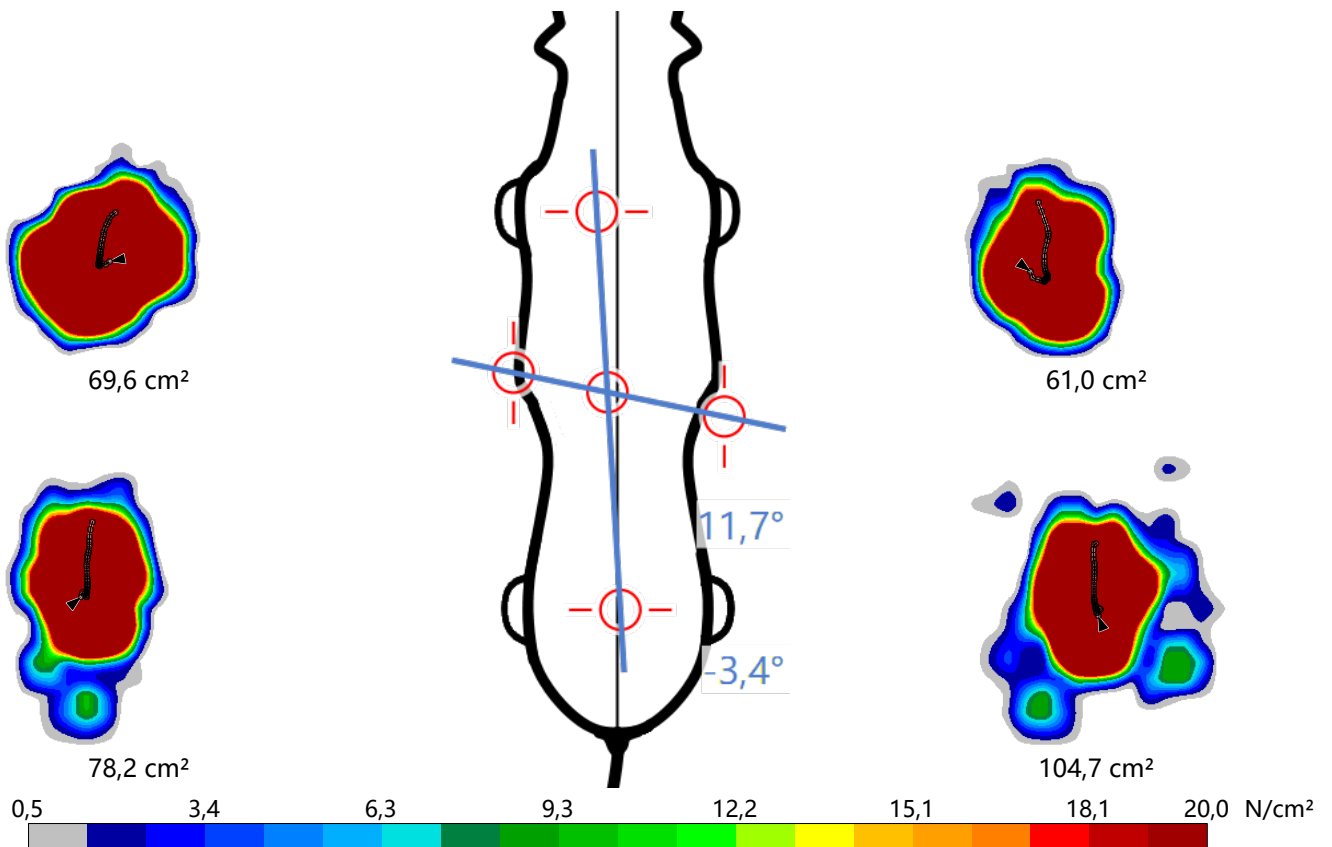 69,6 cm²
61,0 cm²
11,7°
-3,4°
78,2 cm²
104,7 cm²
0,5 3,4 6,3 9,3 12,2 15,1 18,1 20,0 N/cm²